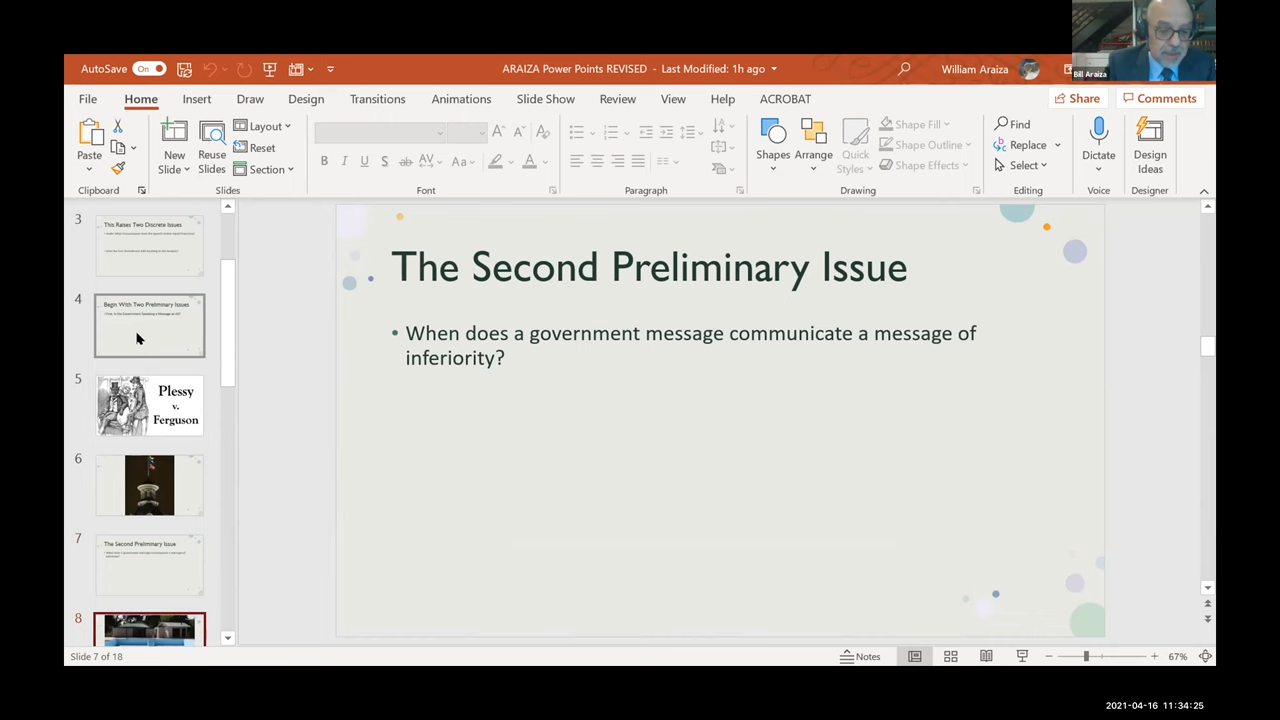 AutoSave On
ARAIZA Power Points REVISED - Last Modified: 1h ago
William Araiza
Bill Araiza
File Home Insert Draw Design Transitions Animations Slide Show Review View Help ACROBAT
Share Comments
Paste
New Slide
Reuse Slides
Layout
Reset
Section
B I U S ab AV Aa A
Shapes Arrange Quick Styles
Shape Fill
Shape Outline
Shape Effects
Find
Replace
Select
Dictate
Design Ideas
Clipboard Slides Font Paragraph Drawing Editing Voice Designer
3
This Raises Two Discrete Issues
4
Begin With Two Preliminary Issues
5
Plessy
v.
Ferguson
6
7
The Second Preliminary Issue
8
The Second Preliminary Issue
• When does a government message communicate a message of
inferiority?
Slide 7 of 18
Notes
67%
2021-04-16 11:34:25